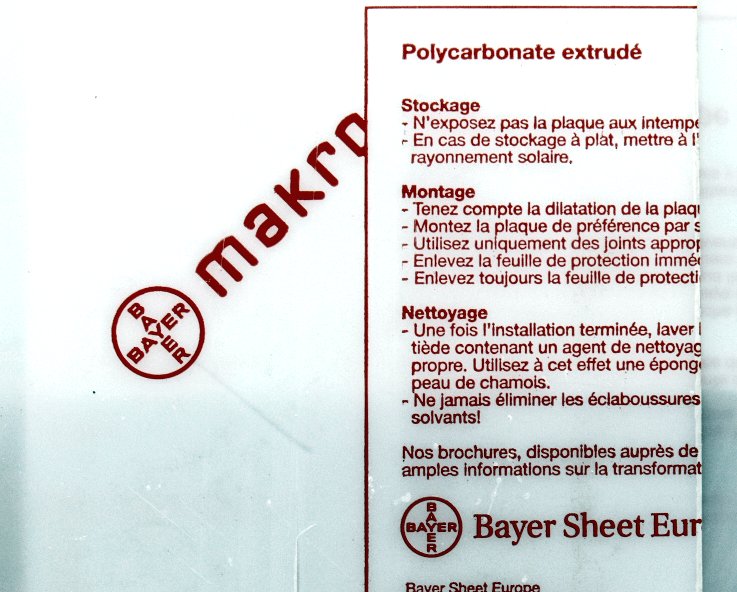 makro
BAYER
BAYER
Polycarbonate extrudé
Stockage
- N'exposez pas la plaque aux intempé
- En cas de stockage à plat, mettre à l'
rayonnement solaire.
Montage
- Tenez compte la dilatation de la plaq
- Montez la plaque de préférence par s
- Utilisez uniquement des joints approp
- Enlevez la feuille de protection immé
- Enlevez toujours la feuille de protecti
Nettoyage
- Une fois l'installation terminée, laver
tiède contenant un agent de nettoyag
propre. Utilisez à cet effet une épong
peau de chamois.
- Ne jamais éliminer les éclaboussures
solvants!
Nos brochures, disponibles auprès de
amples informations sur la transformat
BAYER
BAYER
Bayer Sheet Eur
Bayer Sheet Europe